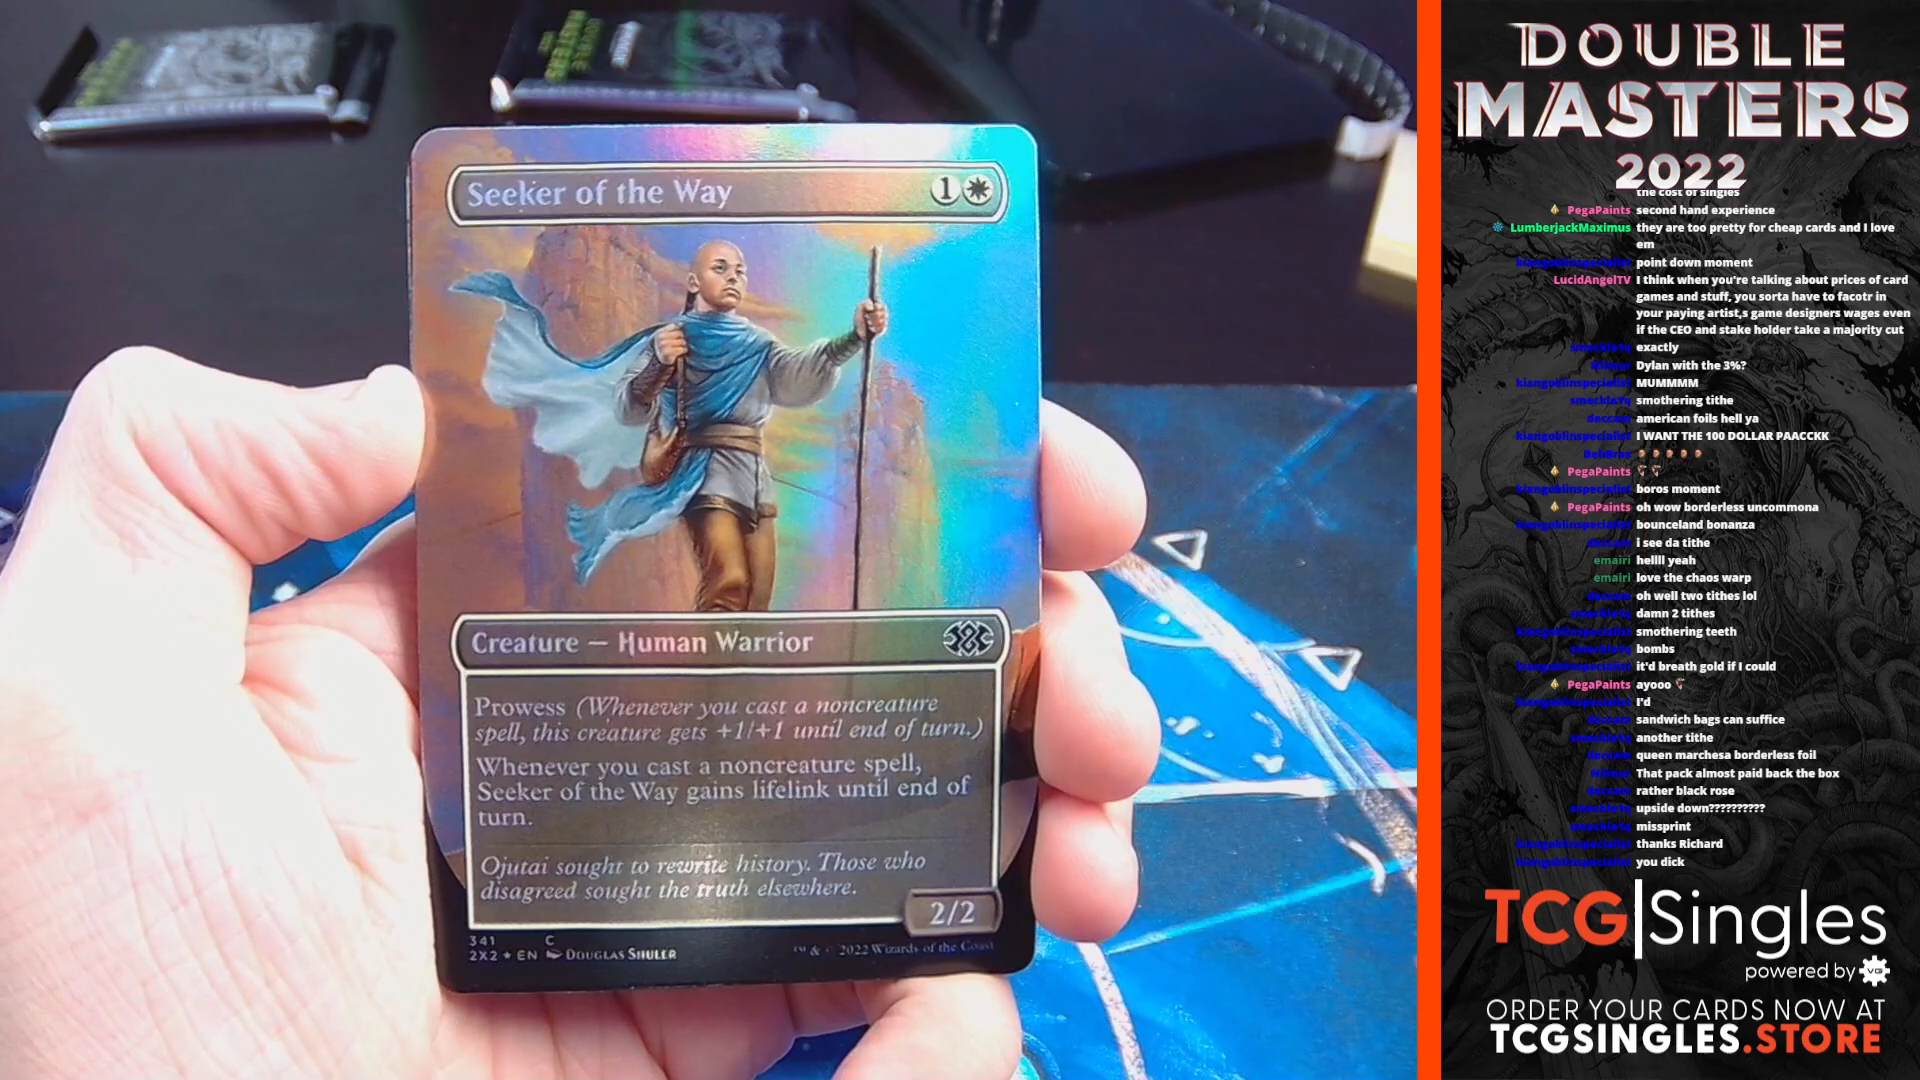 Seeker of the Way
1
Creature — Human Warrior
Prowess (Whenever you cast a noncreature
spell, this creature gets +1/+1 until end of turn.)
Whenever you cast a noncreature spell,
Seeker of the Way gains lifelink until end of
turn.
Ojutai sought to rewrite history. Those who
disagreed sought the truth elsewhere.
2/2
341 C
2X2 ★ EN DOUGLAS SHULER
™ & © 2022 Wizards of the Coast
DOUBLE
MASTERS
2022
the cost of singles
PegaPaints second hand experience
LumberjackMaximus they are too pretty for cheap cards and I love
em
kiangoblinspecialist point down moment
LucidAngelTV I think when you're talking about prices of card
games and stuff, you sorta have to facotr in
your paying artist,s game designers wages even
if the CEO and stake holder take a majority cut
exactly
Dylan with the 3%?
kiangoblinspecialist MUMMMM
smothering tithe
american foils hell ya
kiangoblinspecialist I WANT THE 100 DOLLAR PAACCKK
PegaPaints
kiangoblinspecialist boros moment
PegaPaints oh wow borderless uncommona
kiangoblinspecialist bounceland bonanza
i see da tithe
emairi hellll yeah
emairi love the chaos warp
oh well two tithes lol
damn 2 tithes
kiangoblinspecialist smothering teeth
bombs
kiangoblinspecialist it'd breath gold if I could
PegaPaints ayooo
kiangoblinspecialist I'd
sandwich bags can suffice
another tithe
queen marchesa borderless foil
That pack almost paid back the box
rather black rose
upside down??????????
missprint
kiangoblinspecialist thanks Richard
kiangoblinspecialist you dick
TCG|Singles
powered by VG
ORDER YOUR CARDS NOW AT
TCGSINGLES.STORE